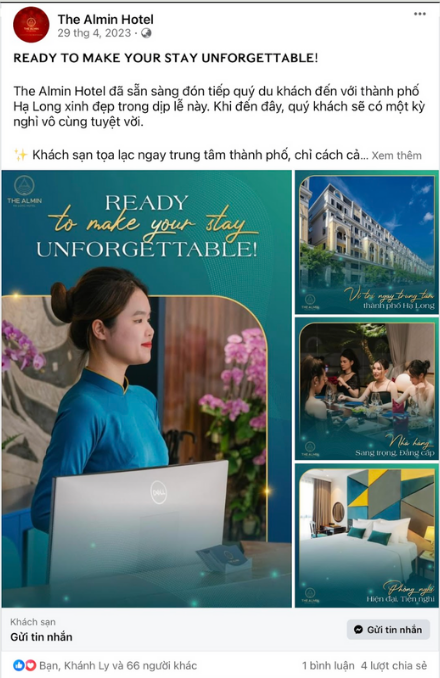 The Almin Hotel
29 thg 4, 2023 ·
READY TO MAKE YOUR STAY UNFORGETTABLE!
The Almin Hotel đã sẵn sàng đón tiếp quý du khách đến với thành phố
Hạ Long xinh đẹp trong dịp lễ này. Khi đến đây, quý khách sẽ có một kỳ
nghỉ vô cùng tuyệt vời.
✨ Khách sạn tọa lạc ngay trung tâm thành phố, chỉ cách cả... Xem thêm
THE ALMIN
READY
to make your stay
UNFORGETTABLE!
DELL
Vị trí ngay trung tâm
thành phố Hạ Long
Nhà hàng
Sang trọng, Đẳng cấp
Phòng nghỉ
Hiện đại, Tiện nghi
Khách sạn
Gửi tin nhắn
Gửi tin nhắn
Bạn, Khánh Ly và 66 người khác
1 bình luận 4 lượt chia sẻ